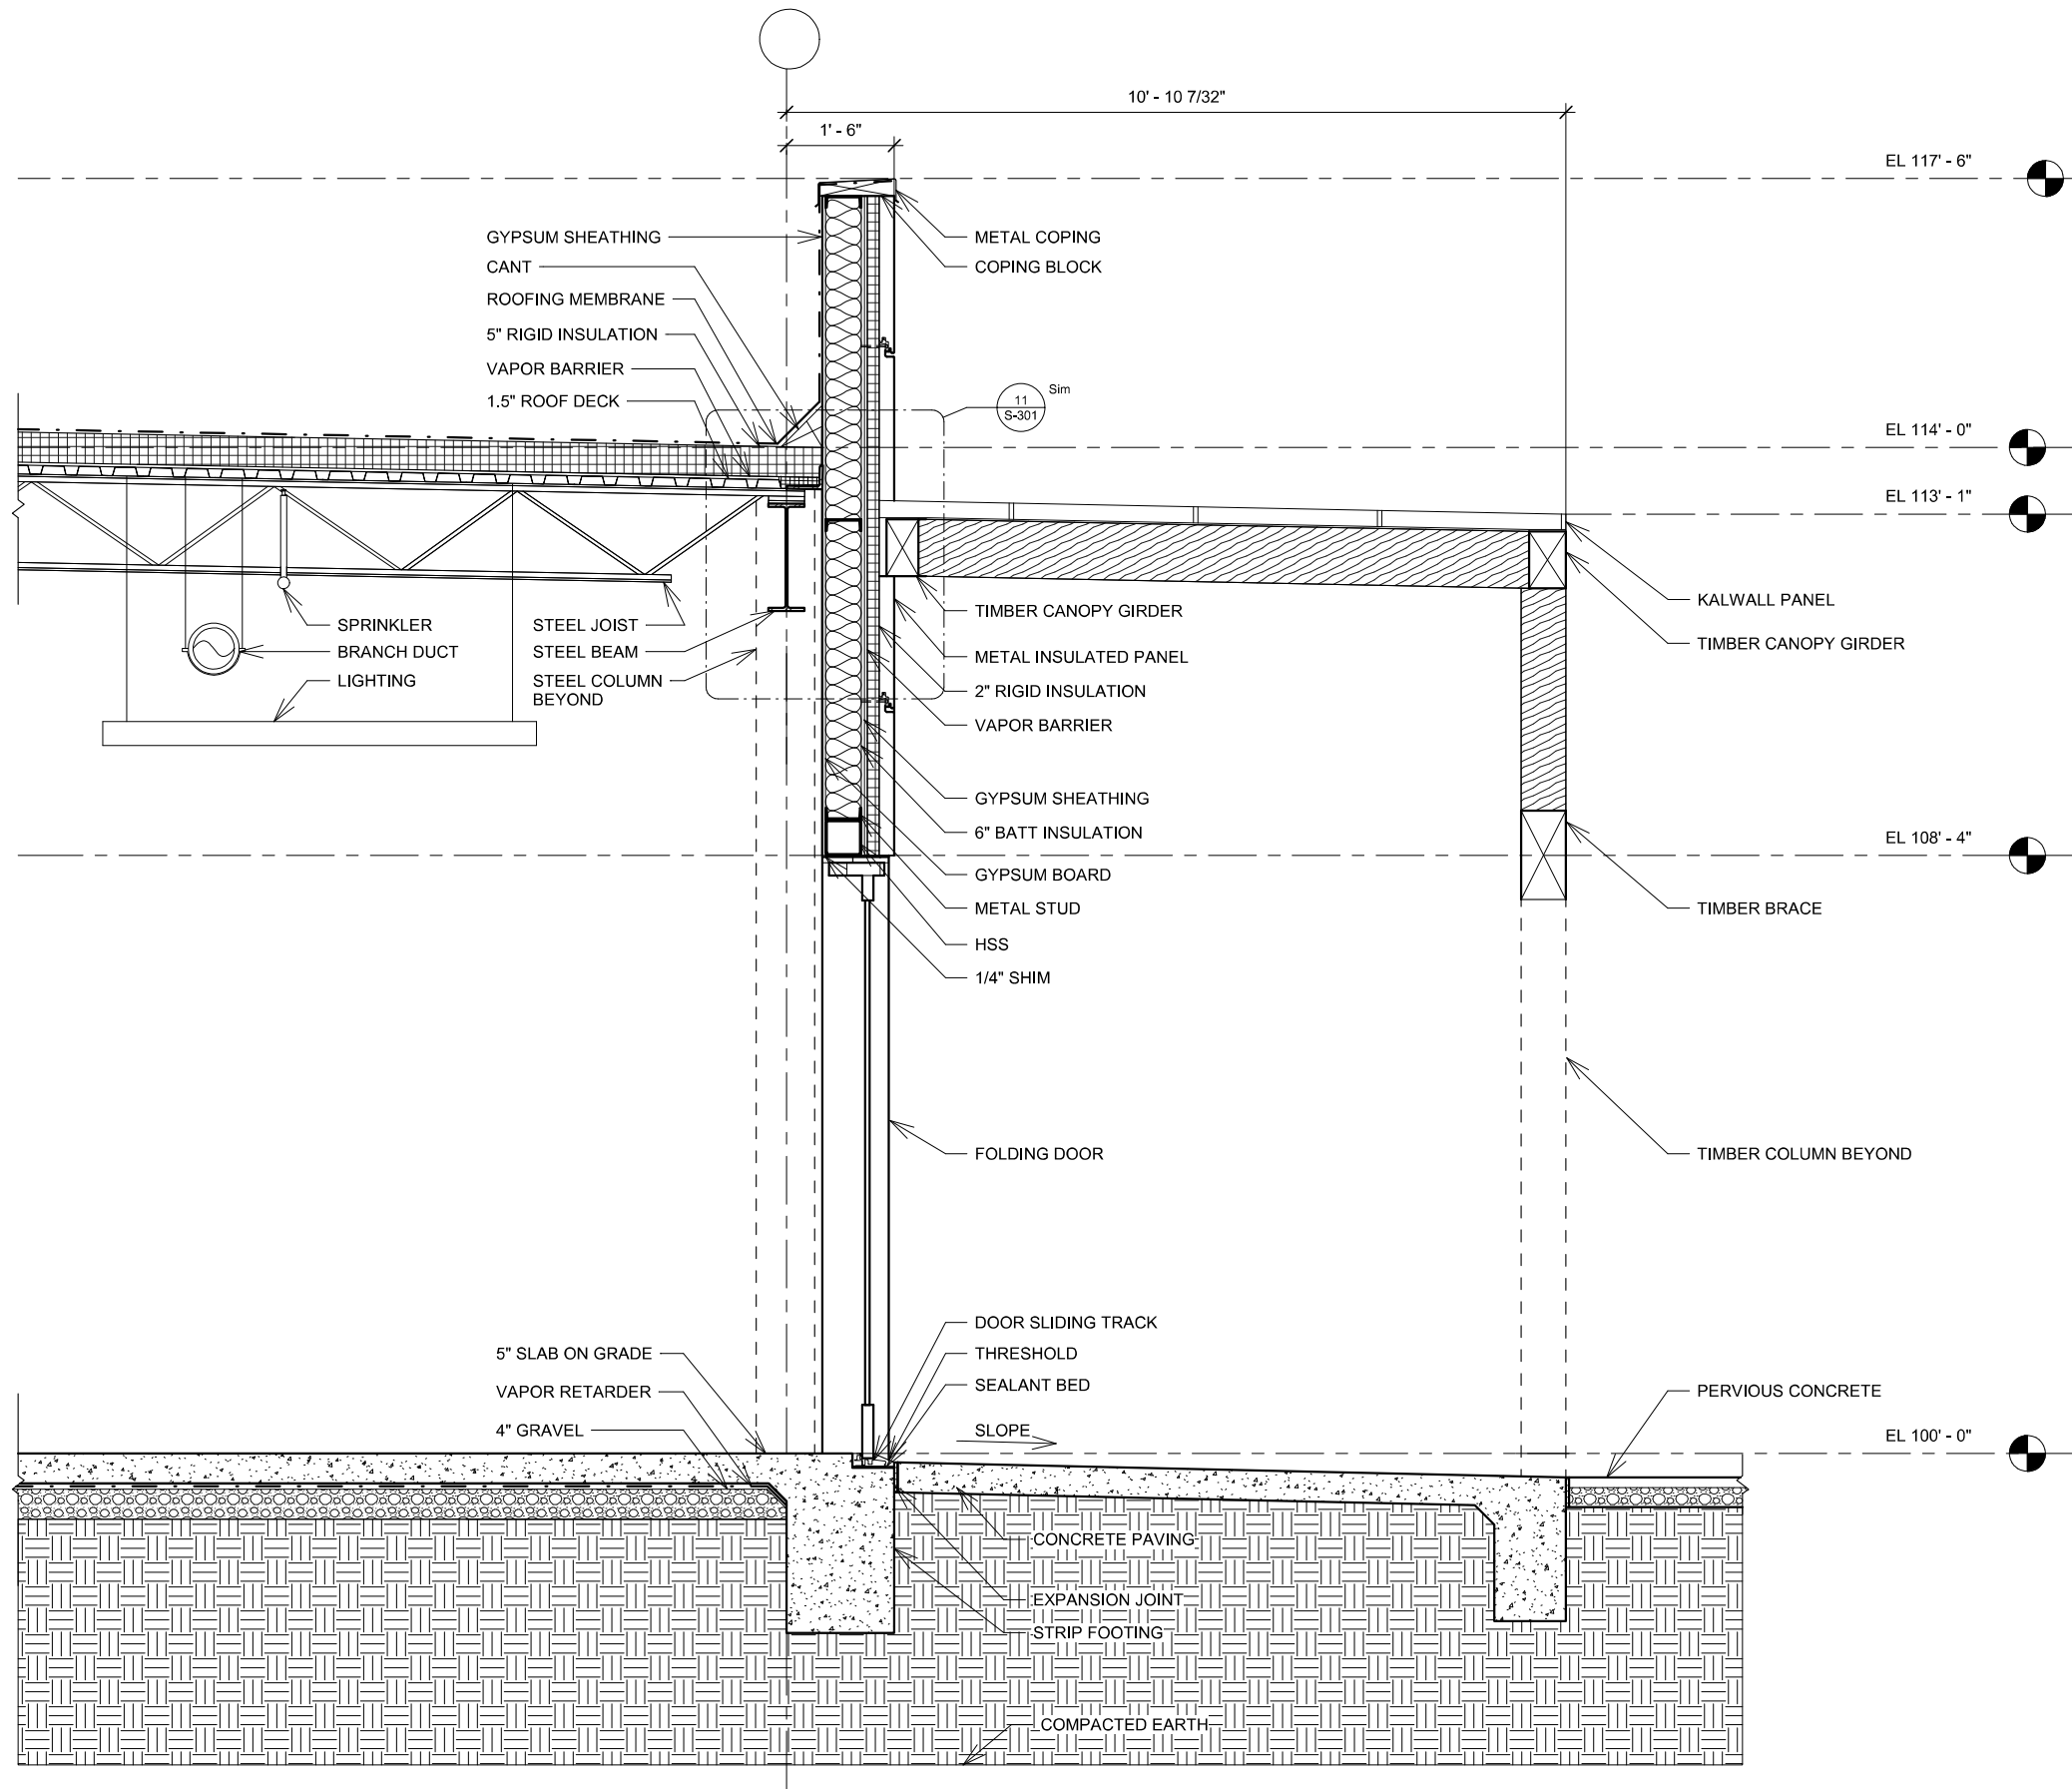 10' - 10 7/32"
1' - 6"
EL 117' - 6"
GYPSUM SHEATHING
CANT
ROOFING MEMBRANE
5" RIGID INSULATION
VAPOR BARRIER
1.5" ROOF DECK
METAL COPING
COPING BLOCK
11
S-301
Sim
EL 114' - 0"
EL 113' - 1"
SPRINKLER
BRANCH DUCT
LIGHTING
STEEL JOIST
STEEL BEAM
STEEL COLUMN
BEYOND
TIMBER CANOPY GIRDER
METAL INSULATED PANEL
2" RIGID INSULATION
VAPOR BARRIER
GYPSUM SHEATHING
6" BATT INSULATION
GYPSUM BOARD
METAL STUD
HSS
1/4" SHIM
KALWALL PANEL
TIMBER CANOPY GIRDER
EL 108' - 4"
TIMBER BRACE
FOLDING DOOR
TIMBER COLUMN BEYOND
DOOR SLIDING TRACK
THRESHOLD
SEALANT BED
SLOPE
5" SLAB ON GRADE
VAPOR RETARDER
4" GRAVEL
PERVIOUS CONCRETE
EL 100' - 0"
CONCRETE PAVING
EXPANSION JOINT
STRIP FOOTING
COMPACTED EARTH